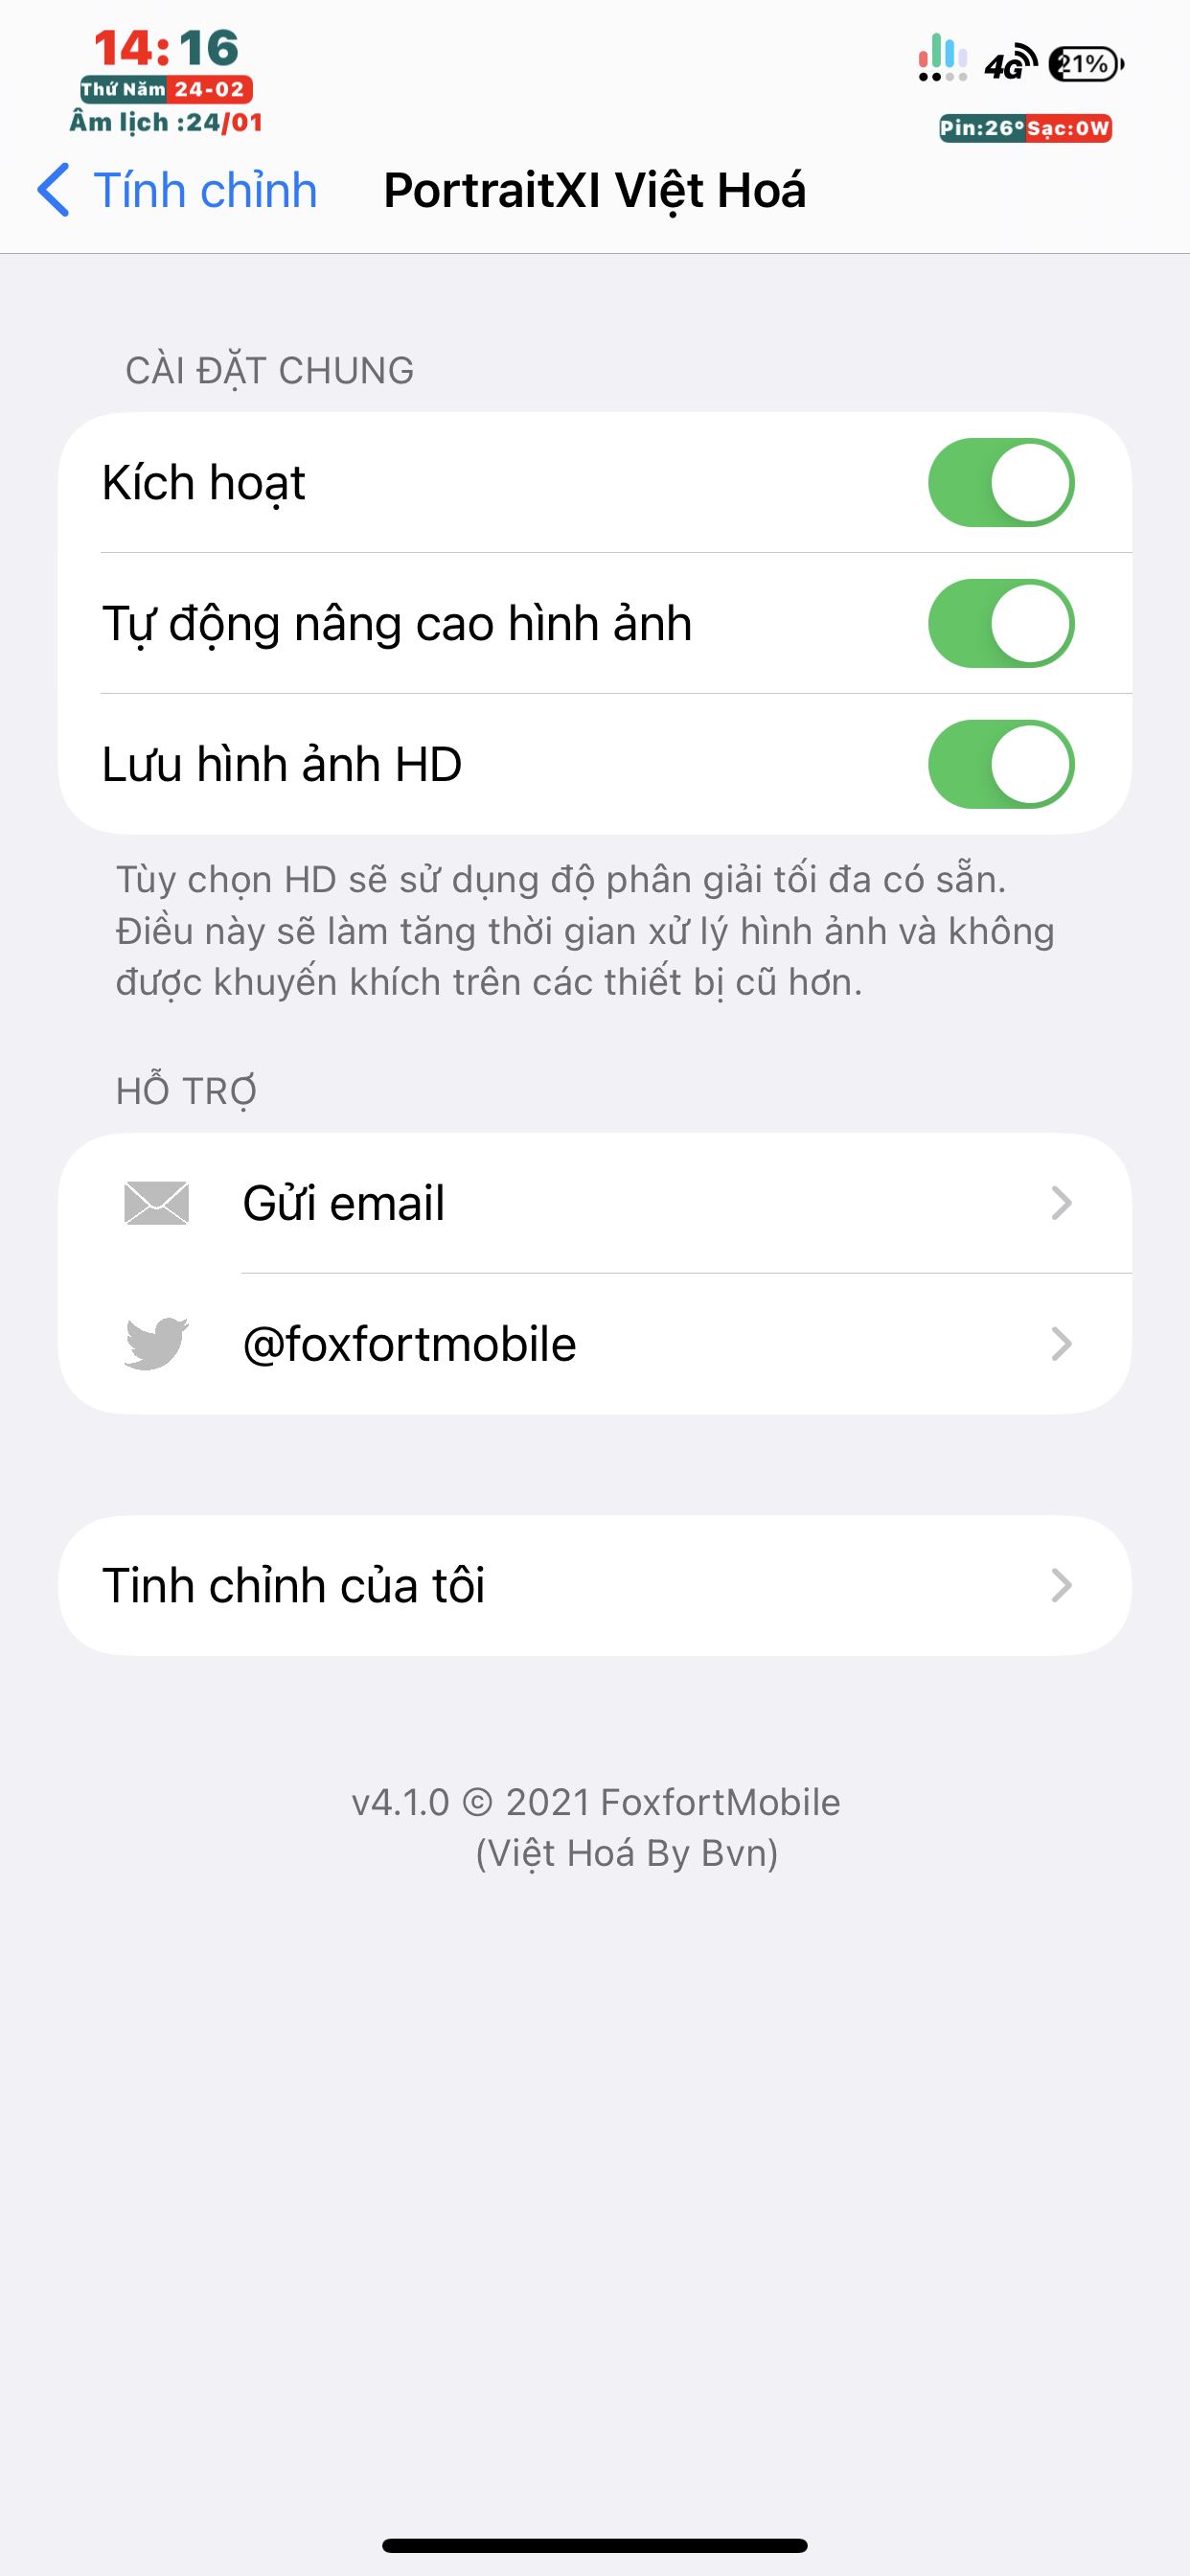 14:16
4G 21%
Thứ Năm 24-02
Âm lịch :24/01
Pin:26° Sạc:0W
Tính chỉnh PortraitXI Việt Hoá
CÀI ĐẶT CHUNG
Kích hoạt
Tự động nâng cao hình ảnh
Lưu hình ảnh HD
Tùy chọn HD sẽ sử dụng độ phân giải tối đa có sẵn.
Điều này sẽ làm tăng thời gian xử lý hình ảnh và không
được khuyến khích trên các thiết bị cũ hơn.
HỖ TRỢ
Gửi email
@foxfortmobile
Tinh chỉnh của tôi
v4.1.0 © 2021 FoxfortMobile
(Việt Hoá By Bvn)